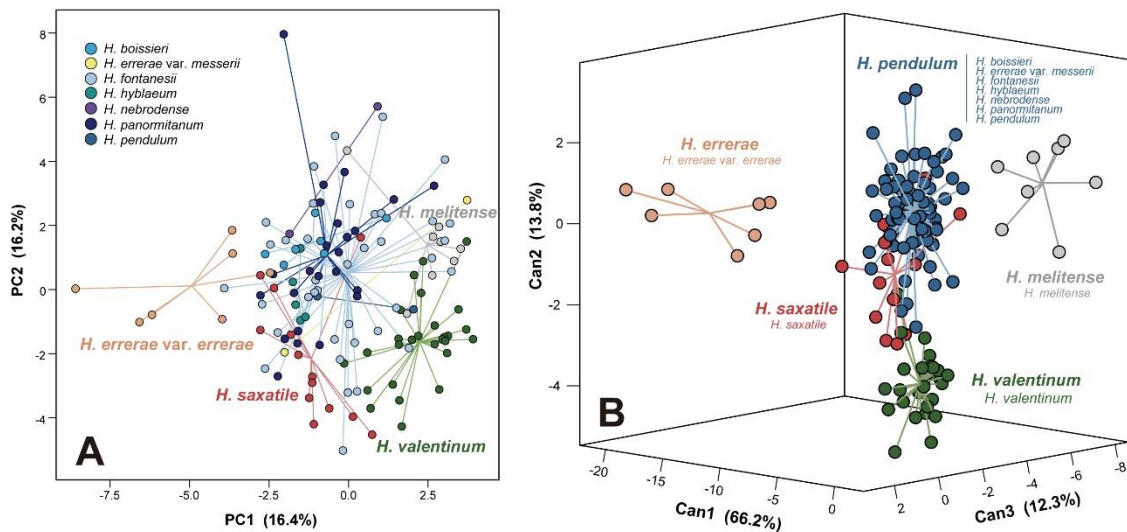 8
6
4
2
0
-2
-4
PC2 (16.2%)
H. boissieri
H. errerae var. messerii
H. fontanesii
H. hyblaeum
H. nebrodense
H. panormitanum
H. pendulum
H. melitense
H. errerae var. errerae
H. saxatile
H. valentinum
A
-7.5
-5.0
-2.5
0.0
2.5
PC1 (16.4%)
2
0
-2
-4
Can2 (13.8%)
H. pendulum
H. boissieri
H. errerae var. messerii
H. fontanesii
H. hyblaeum
H. nebrodense
H. panormitanum
H. pendulum
H. errerae
H. errerae var. errerae
H. melitense
H. melitense
H. saxatile
H. saxatile
H. valentinum
H. valentinum
B
-20
-15
-10
-5
0
Can1 (66.2%)
2
0
-2
-4
-6
-8
Can3 (12.3%)